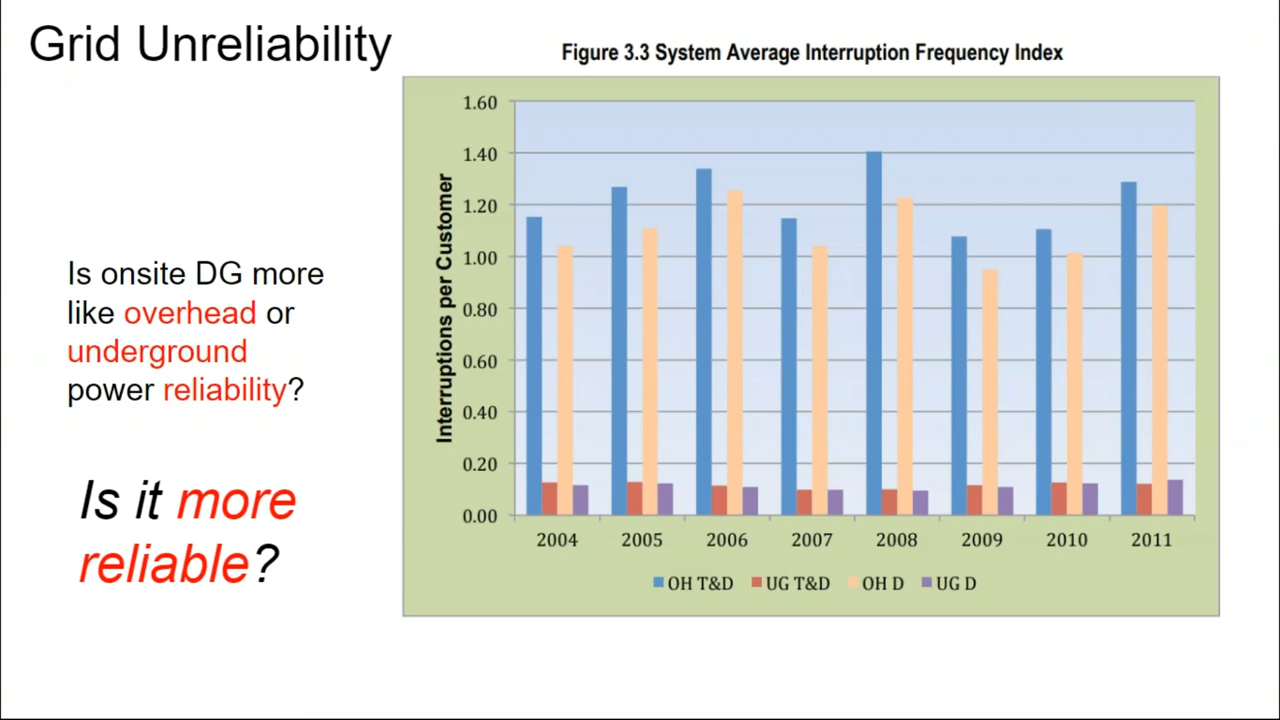 Grid Unreliability
Figure 3.3 System Average Interruption Frequency Index
Is onsite DG more
like overhead or
underground
power reliability?
Is it more
reliable?
Interruptions per Customer
1.60
1.40
1.20
1.00
0.80
0.60
0.40
0.20
0.00
2004 2005 2006 2007 2008 2009 2010 2011
OH T&D UG T&D OH D UG D